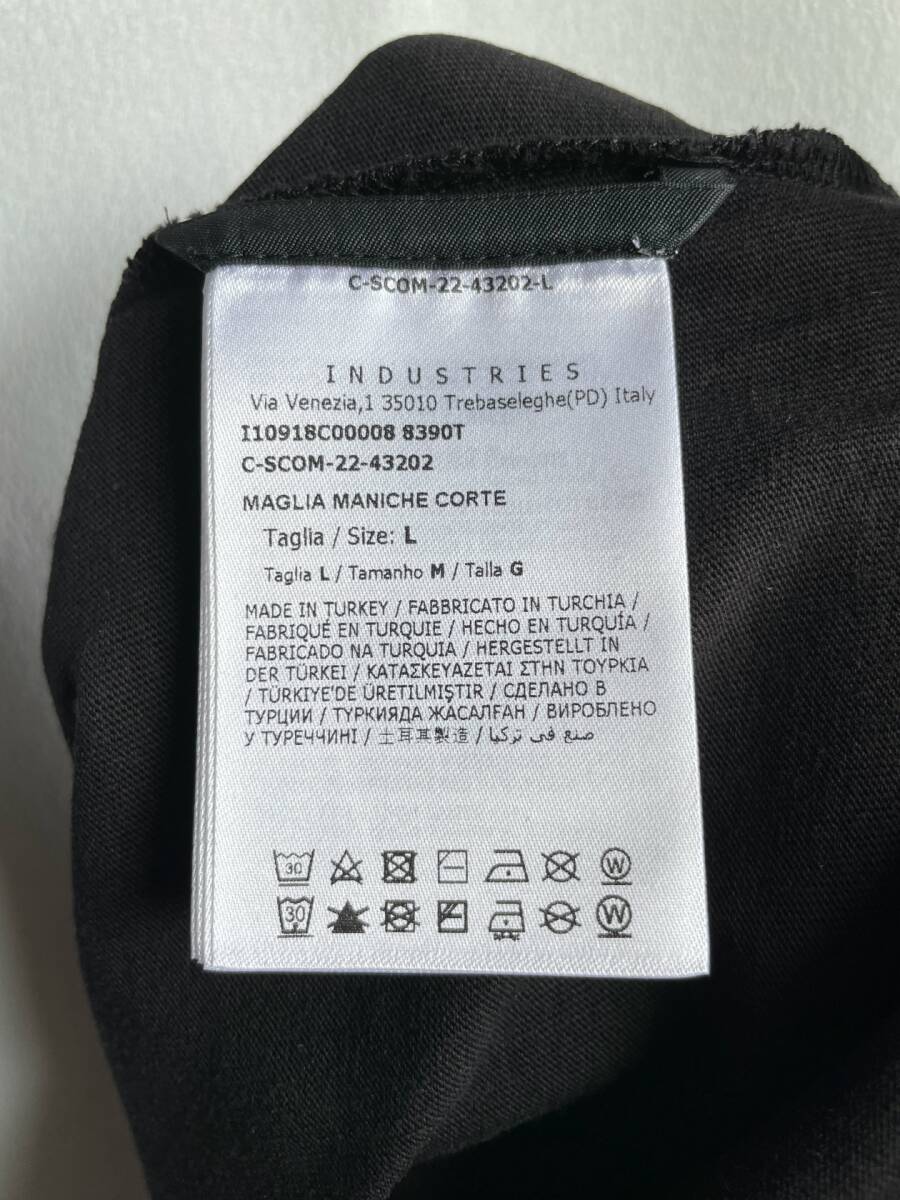 C-SCOM-22-43202-L
INDUSTRIES
Via Venezia,1 35010 Trebaseleghe(PD) Italy
I10918C00008 8390T
C-SCOM-22-43202
MAGLIA MANICHE CORTE
Taglia / Size: L
Taglia L / Tamanho M / Talla G
MADE IN TURKEY / FABBRICATO IN TURCHIA /
FABRIQUÉ EN TURQUIE / HECHO EN TURQUÍA /
FABRICADO NA TURQUIA / HERGESTELLT IN
DER TÜRKEI / ΚΑΤΑΣΚΕΥΑΖΕΤΑΙ ΣΤΗΝ ΤΟΥΡΚΙΑ
/ TÜRKIYE'DE ÜRETILMIŞTIR / СДЕЛАНО В
ТУРЦИИ / ТҮРКИЯДА ЖАСАЛҒАН / ВИРОБЛЕНО
У ТУРЕЧЧИНІ / 土耳其製造 / صنع في تركيا
30 W
30 W